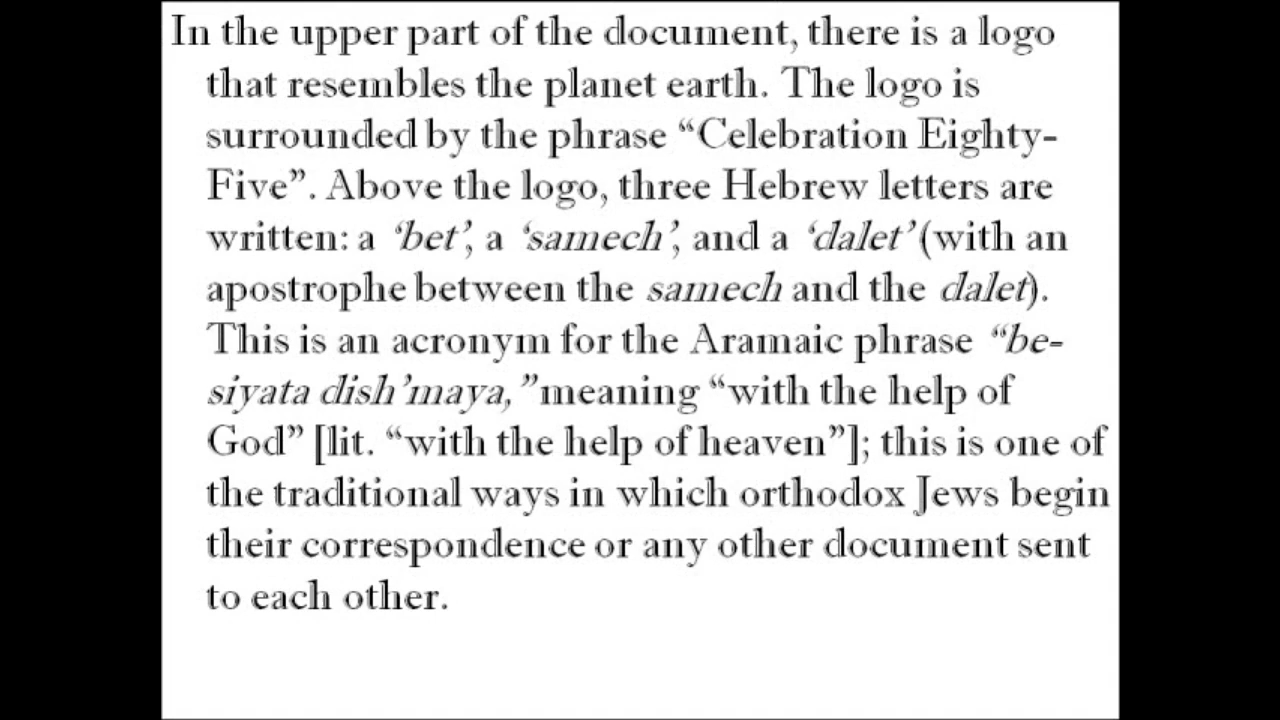 In the upper part of the document, there is a logo
that resembles the planet earth. The logo is
surrounded by the phrase “Celebration Eighty-
Five”. Above the logo, three Hebrew letters are
written: a ‘bet’, a ‘samech’, and a ‘dalet’ (with an
apostrophe between the samech and the dalet).
This is an acronym for the Aramaic phrase “be-
siyata dish’maya,” meaning “with the help of
God” [lit. “with the help of heaven”]; this is one of
the traditional ways in which orthodox Jews begin
their correspondence or any other document sent
to each other.